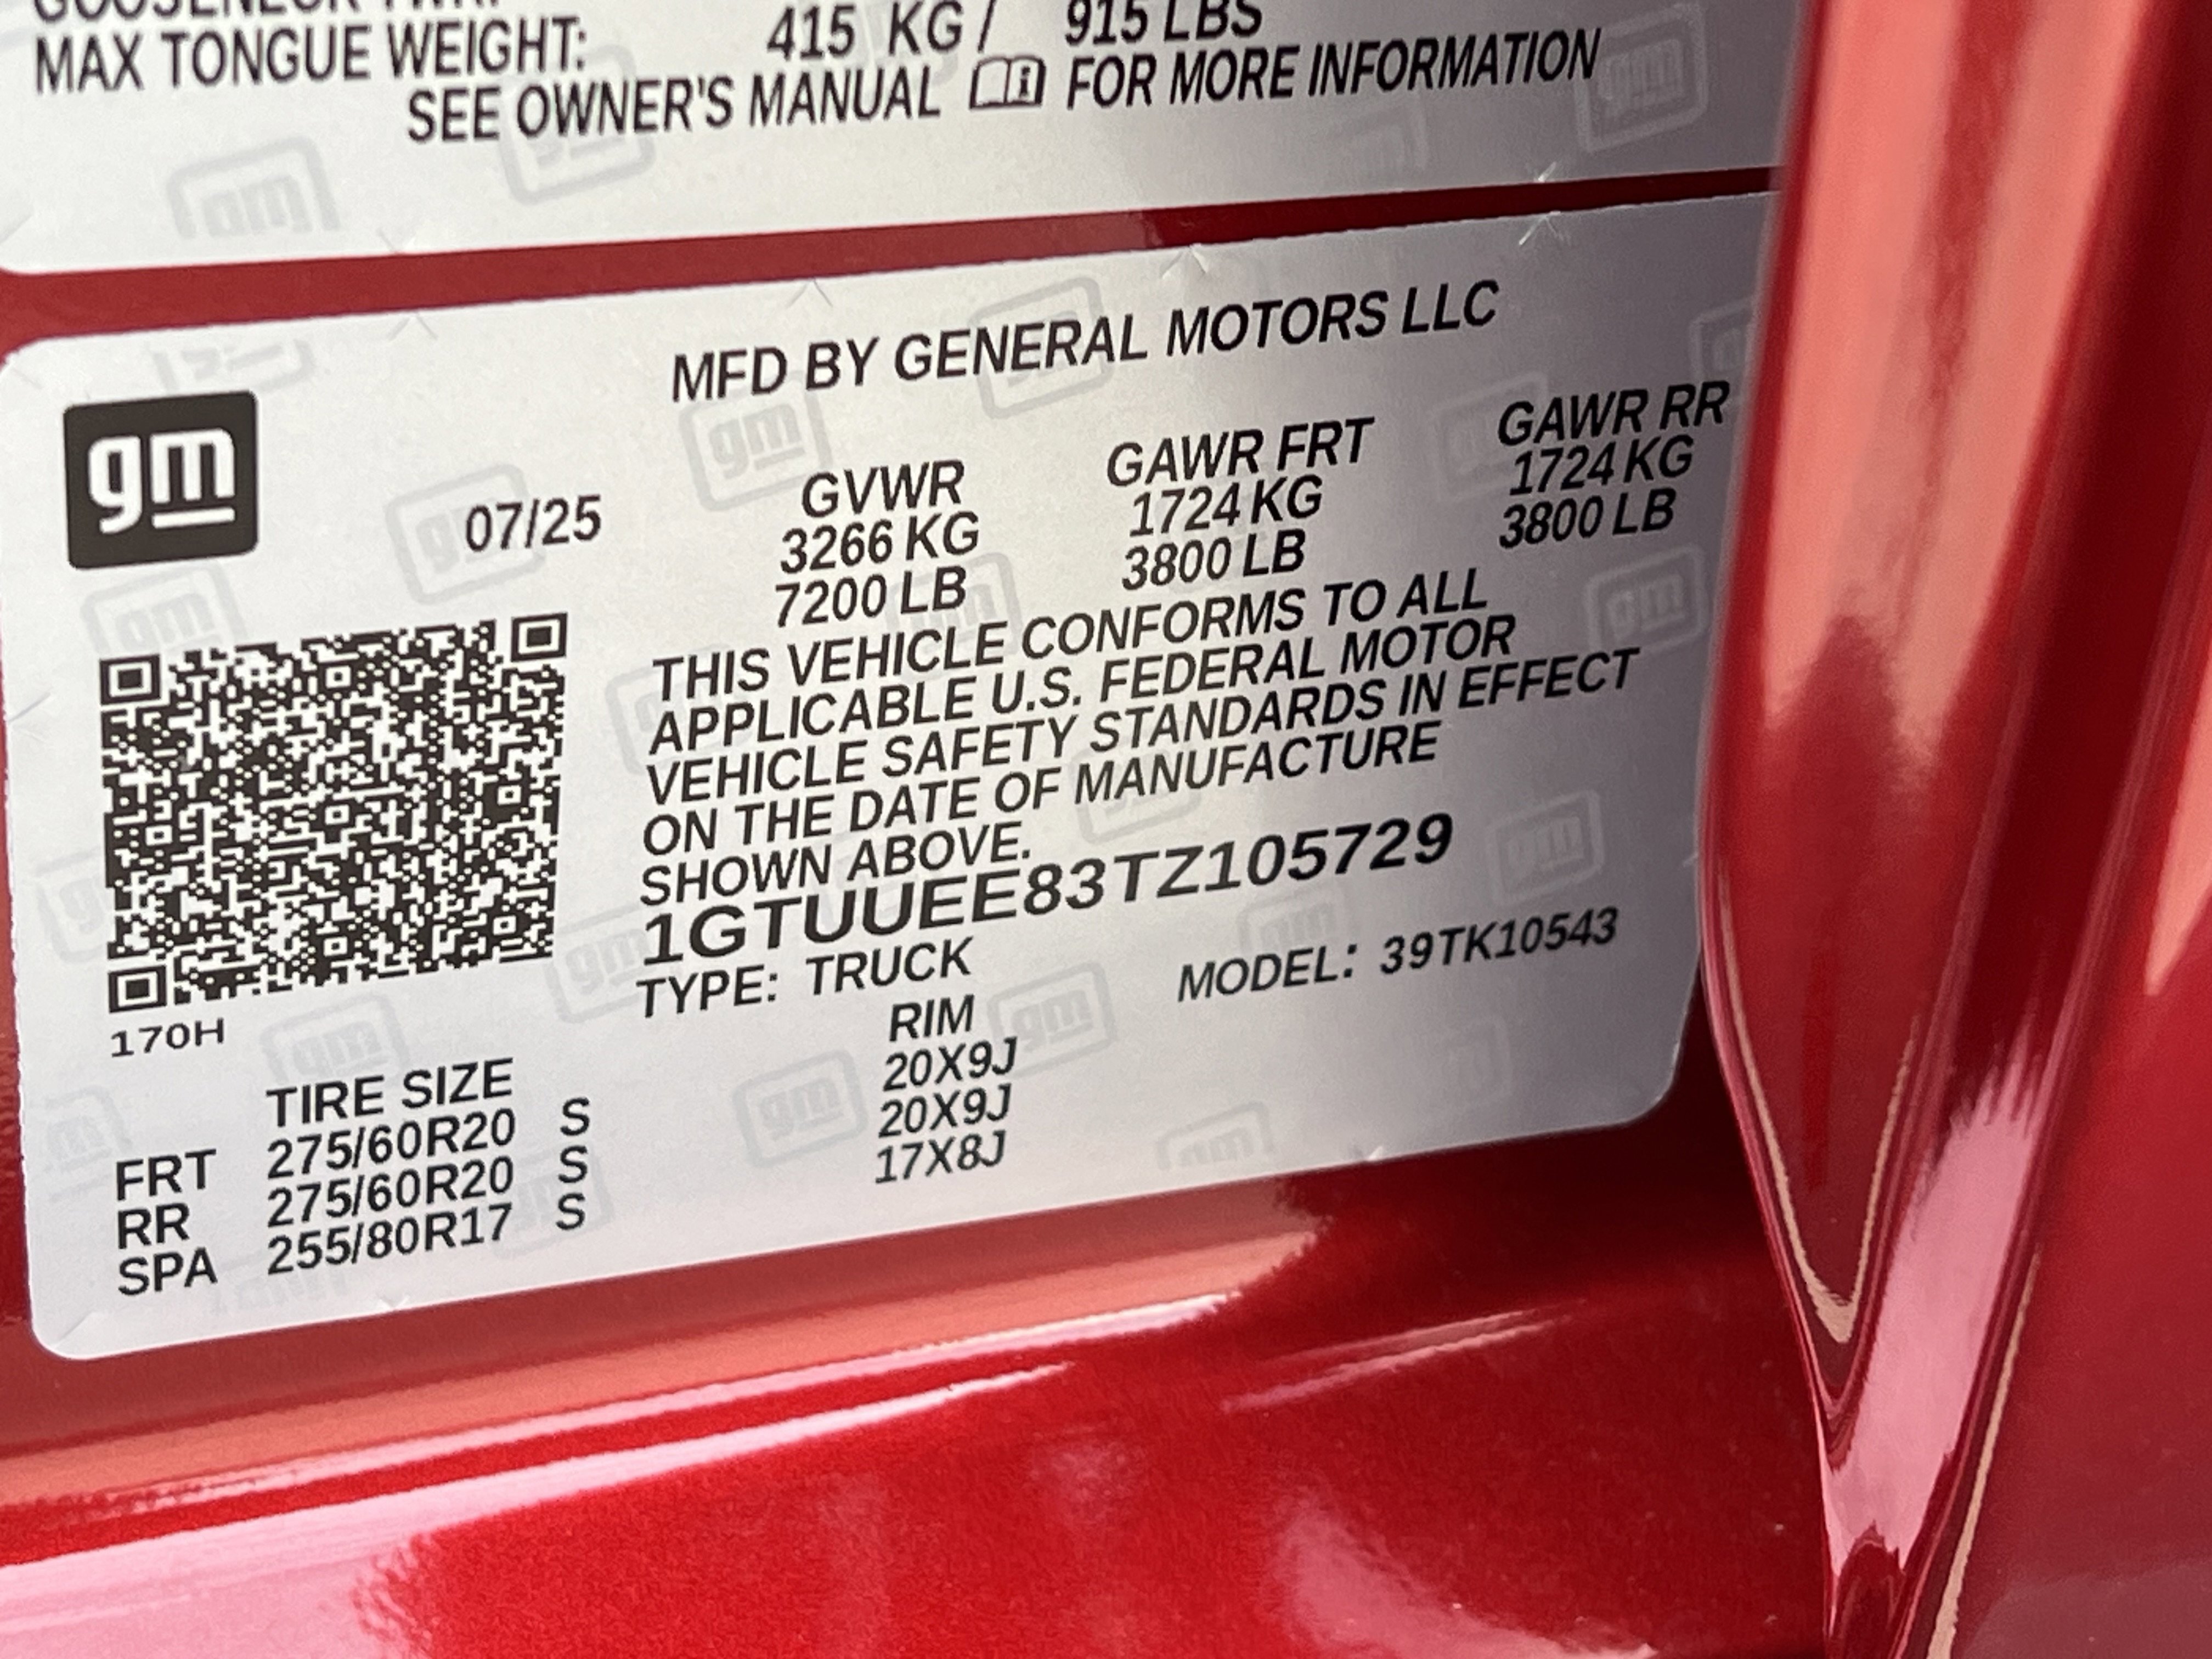 MAX TONGUE WEIGHT: 415 KG / 915 LBS
SEE OWNER'S MANUAL FOR MORE INFORMATION
MFD BY GENERAL MOTORS LLC
gm
07/25
GVWR GAWR FRT GAWR RR
3266 KG 1724 KG 1724 KG
7200 LB 3800 LB 3800 LB
THIS VEHICLE CONFORMS TO ALL
APPLICABLE U.S. FEDERAL MOTOR
VEHICLE SAFETY STANDARDS IN EFFECT
ON THE DATE OF MANUFACTURE
SHOWN ABOVE.
1GTUUEE83TZ105729
TYPE: TRUCK MODEL: 39TK10543
170H
TIRE SIZE RIM
FRT 275/60R20 S 20X9J
RR 275/60R20 S 20X9J
SPA 255/80R17 S 17X8J